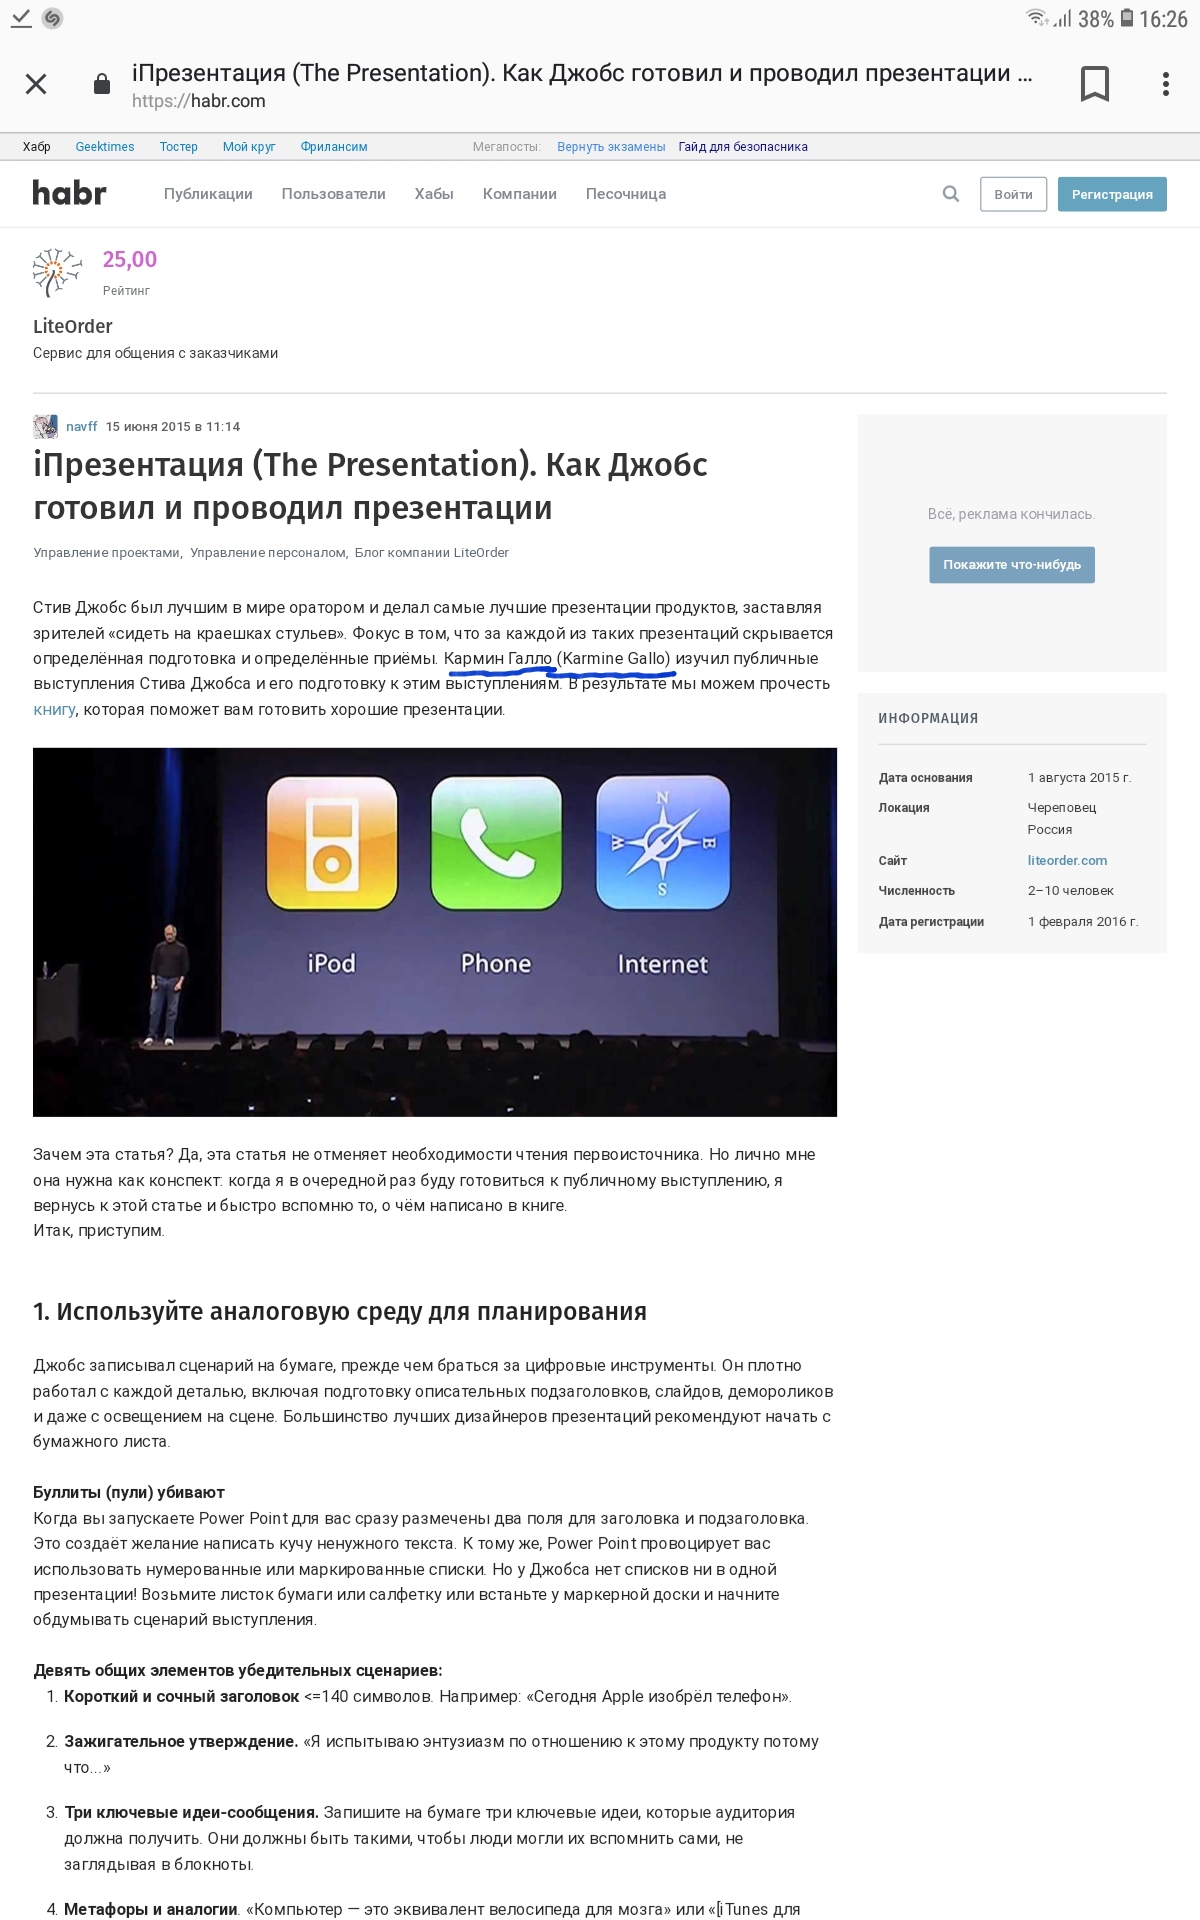 38% 16:26
iПрезентация (The Presentation). Как Джобс готовил и проводил презентации ...
https://habr.com
Хабр Geektimes Тостер Мой круг Фрилансим Мегапосты: Вернуть экзамены Гайд для безопасника
habr Публикации Пользователи Хабы Компании Песочница Войти Регистрация
25,00
Рейтинг
LiteOrder
Сервис для общения с заказчиками
navff 15 июня 2015 в 11:14
iПрезентация (The Presentation). Как Джобс
готовил и проводил презентации
Управление проектами, Управление персоналом, Блог компании LiteOrder
Стив Джобс был лучшим в мире оратором и делал самые лучшие презентации продуктов, заставляя
зрителей «сидеть на краешках стульев». Фокус в том, что за каждой из таких презентаций скрывается
определённая подготовка и определённые приёмы. Кармин Галло (Karmine Gallo) изучил публичные
выступления Стива Джобса и его подготовку к этим выступлениям. В результате мы можем прочесть
книгу, которая поможет вам готовить хорошие презентации.
N
W E
S
iPod Phone Internet
Зачем эта статья? Да, эта статья не отменяет необходимости чтения первоисточника. Но лично мне
она нужна как конспект: когда я в очередной раз буду готовиться к публичному выступлению, я
вернусь к этой статье и быстро вспомню то, о чём написано в книге.
Итак, приступим.
1. Используйте аналоговую среду для планирования
Джобс записывал сценарий на бумаге, прежде чем браться за цифровые инструменты. Он плотно
работал с каждой деталью, включая подготовку описательных подзаголовков, слайдов, демороликов
и даже с освещением на сцене. Большинство лучших дизайнеров презентаций рекомендуют начать с
бумажного листа.
Буллиты (пули) убивают
Когда вы запускаете Power Point для вас сразу размечены два поля для заголовка и подзаголовка.
Это создаёт желание написать кучу ненужного текста. К тому же, Power Point провоцирует вас
использовать нумерованные или маркированные списки. Но у Джобса нет списков ни в одной
презентации! Возьмите листок бумаги или салфетку или встаньте у маркерной доски и начните
обдумывать сценарий выступления.
Девять общих элементов убедительных сценариев:
1. Короткий и сочный заголовок <=140 символов. Например: «Сегодня Apple изобрёл телефон».
2. Зажигательное утверждение. «Я испытываю энтузиазм по отношению к этому продукту потому
что...»
3. Три ключевые идеи-сообщения. Запишите на бумаге три ключевые идеи, которые аудитория
должна получить. Они должны быть такими, чтобы люди могли их вспомнить сами, не
заглядывая в блокноты.
4. Метафоры и аналогии. «Компьютер — это эквивалент велосипеда для мозга» или «[iTunes для
Всё, реклама кончилась.
Покажите что-нибудь
ИНФОРМАЦИЯ
Дата основания 1 августа 2015 г.
Локация Череповец
Россия
Сайт liteorder.com
Численность 2–10 человек
Дата регистрации 1 февраля 2016 г.